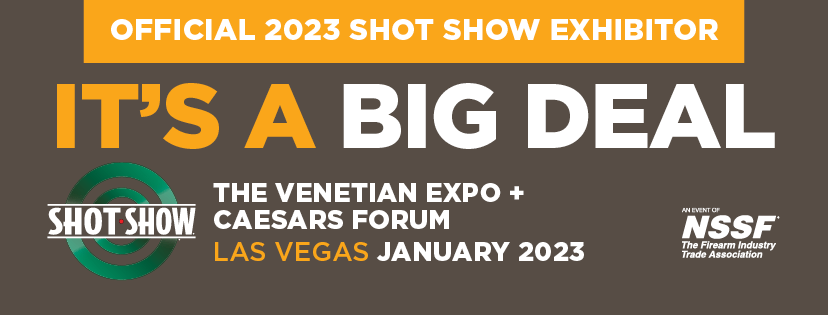 OFFICIAL 2023 SHOT SHOW EXHIBITOR
IT'S A BIG DEAL
SHOT SHOW
THE VENETIAN EXPO +
CAESARS FORUM
LAS VEGAS JANUARY 2023
AN EVENT OF
NSSF
The Firearm Industry
Trade Association